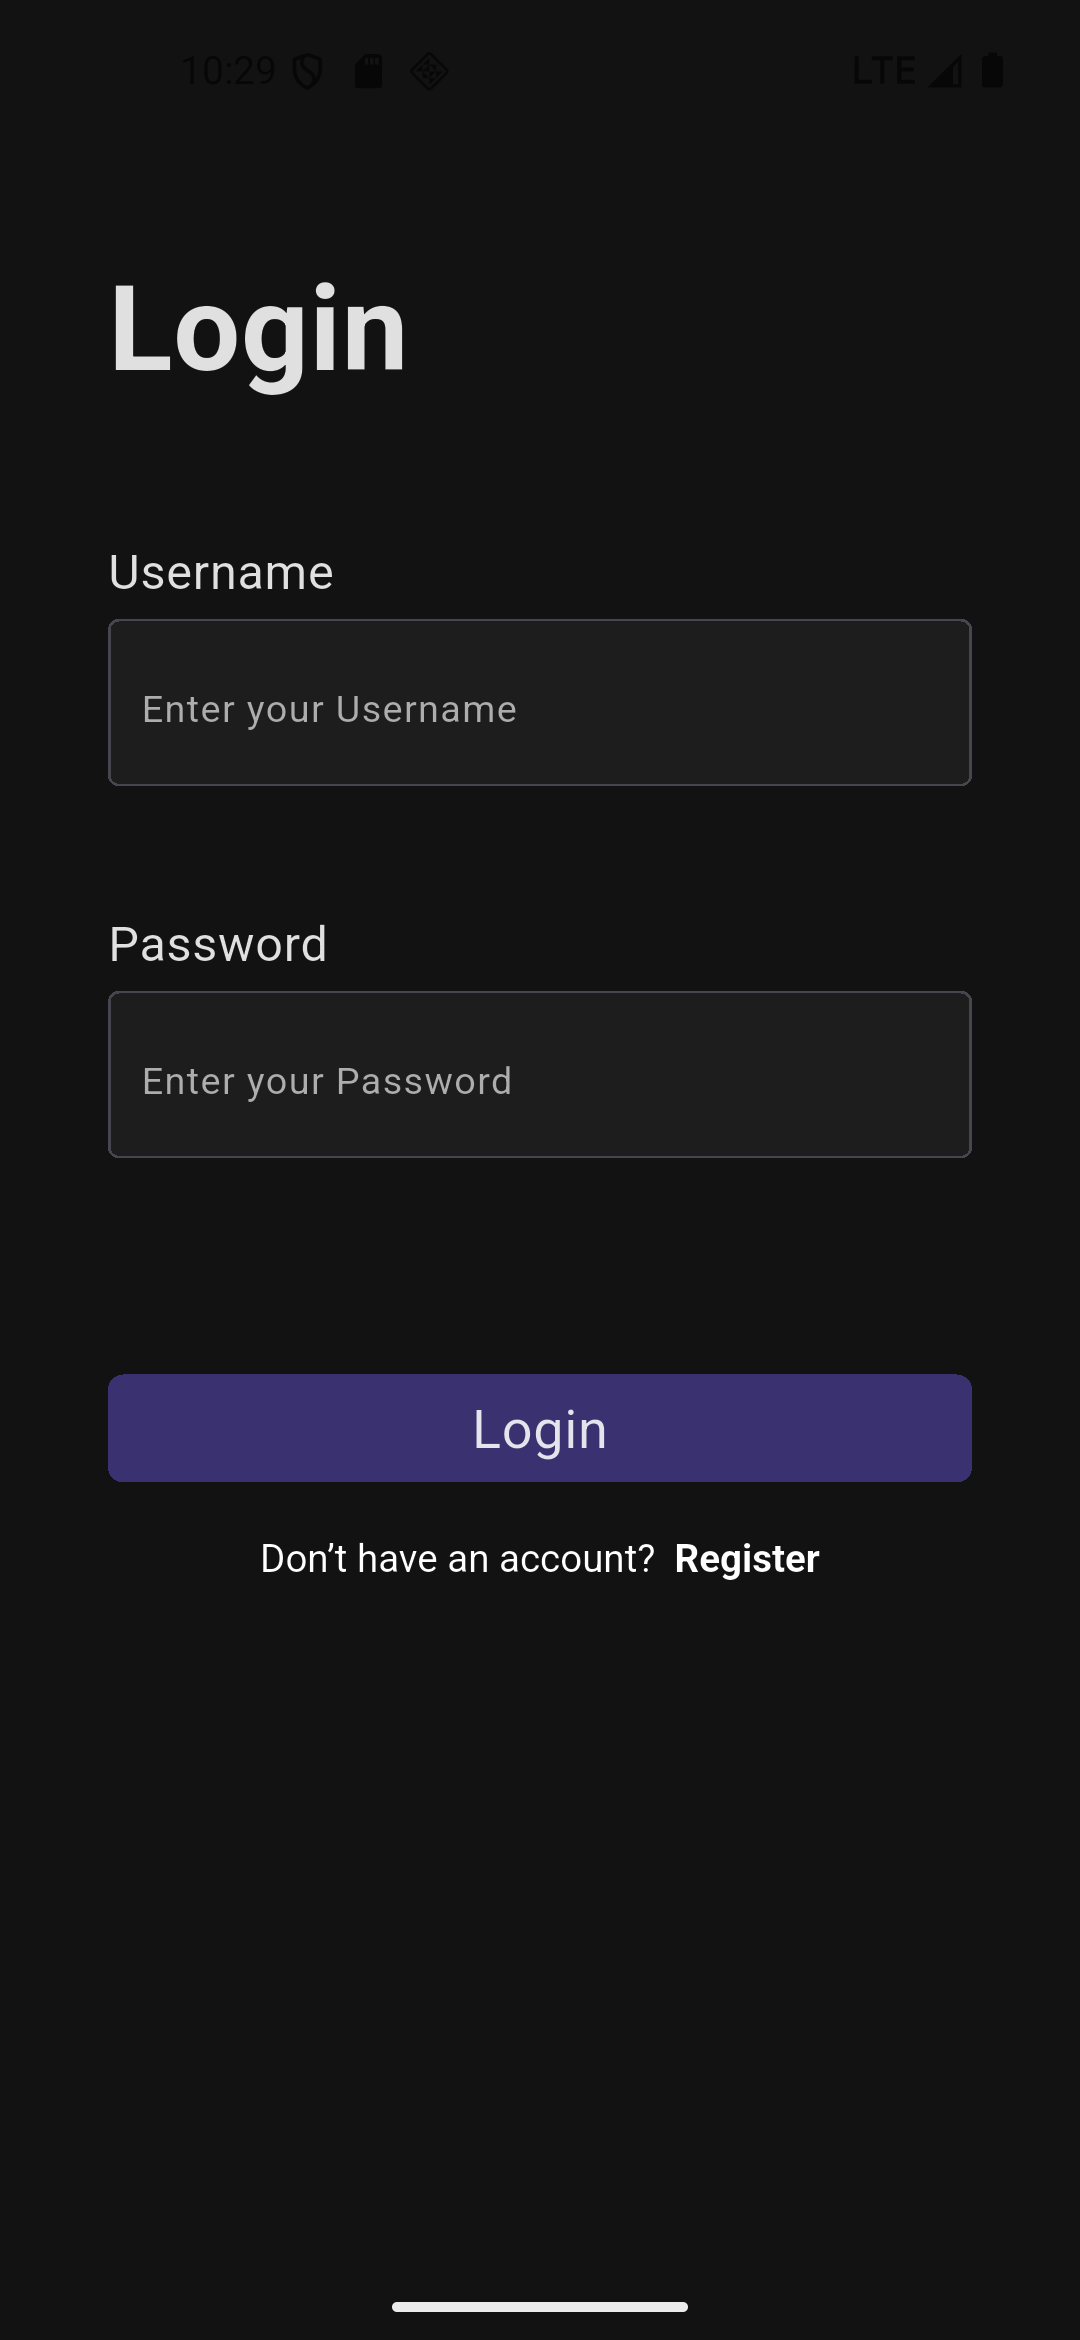 10:29 LTE
Login
Username
Enter your Username
Password
Enter your Password
Login
Don’t have an account? Register